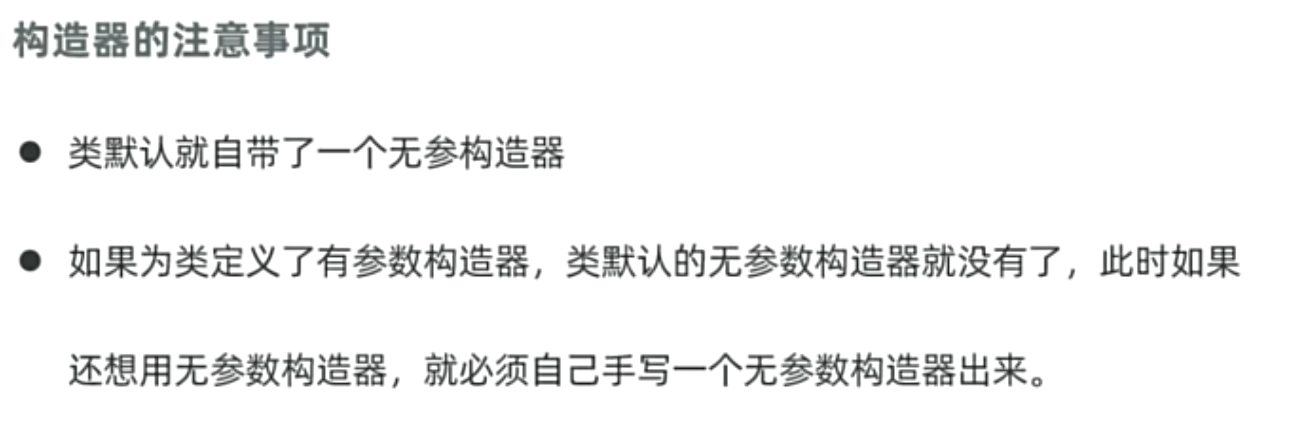 构造器的注意事项
● 类默认就自带了一个无参构造器
● 如果为类定义了有参数构造器，类默认的无参数构造器就没有了，此时如果
还想用无参数构造器，就必须自己手写一个无参数构造器出来。